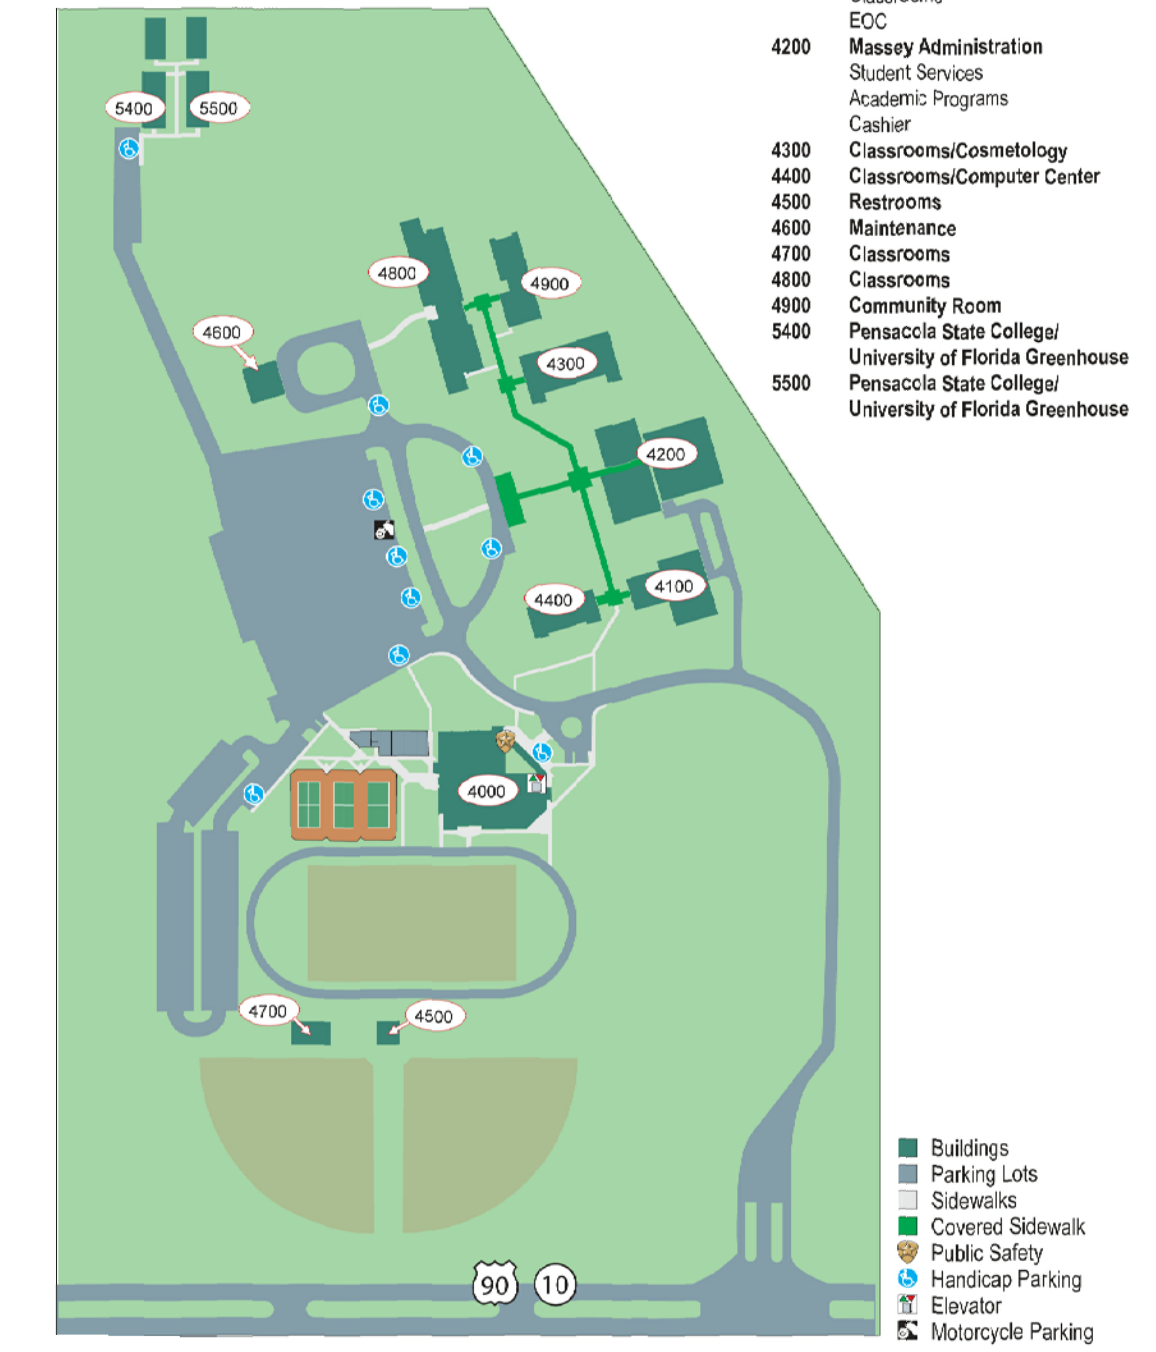 EOC
4200 Massey Administration
Student Services
Academic Programs
Cashier
4300 Classrooms/Cosmetology
4400 Classrooms/Computer Center
4500 Restrooms
4600 Maintenance
4700 Classrooms
4800 Classrooms
4900 Community Room
5400 Pensacola State College/
University of Florida Greenhouse
5500 Pensacola State College/
University of Florida Greenhouse
5400
5500
4800
4900
4600
4300
4200
4100
4400
4000
4700
4500
90
10
Buildings
Parking Lots
Sidewalks
Covered Sidewalk
Public Safety
Handicap Parking
Elevator
Motorcycle Parking